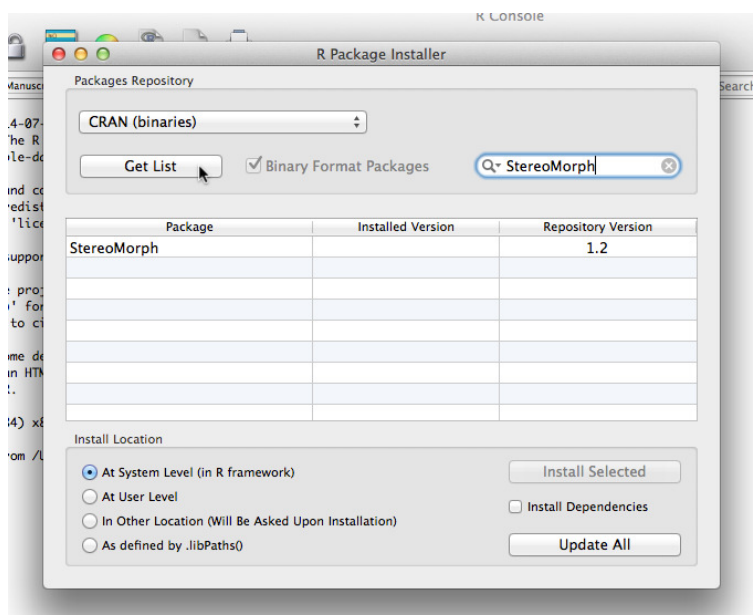 R Console
R Package Installer
Manusc
Search
Packages Repository
CRAN (binaries)
Get List
Binary Format Packages
StereoMorph
Package Installed Version Repository Version
StereoMorph 1.2
Install Location
At System Level (in R framework)
At User Level
In Other Location (Will Be Asked Upon Installation)
As defined by .libPaths()
Install Selected
Install Dependencies
Update All